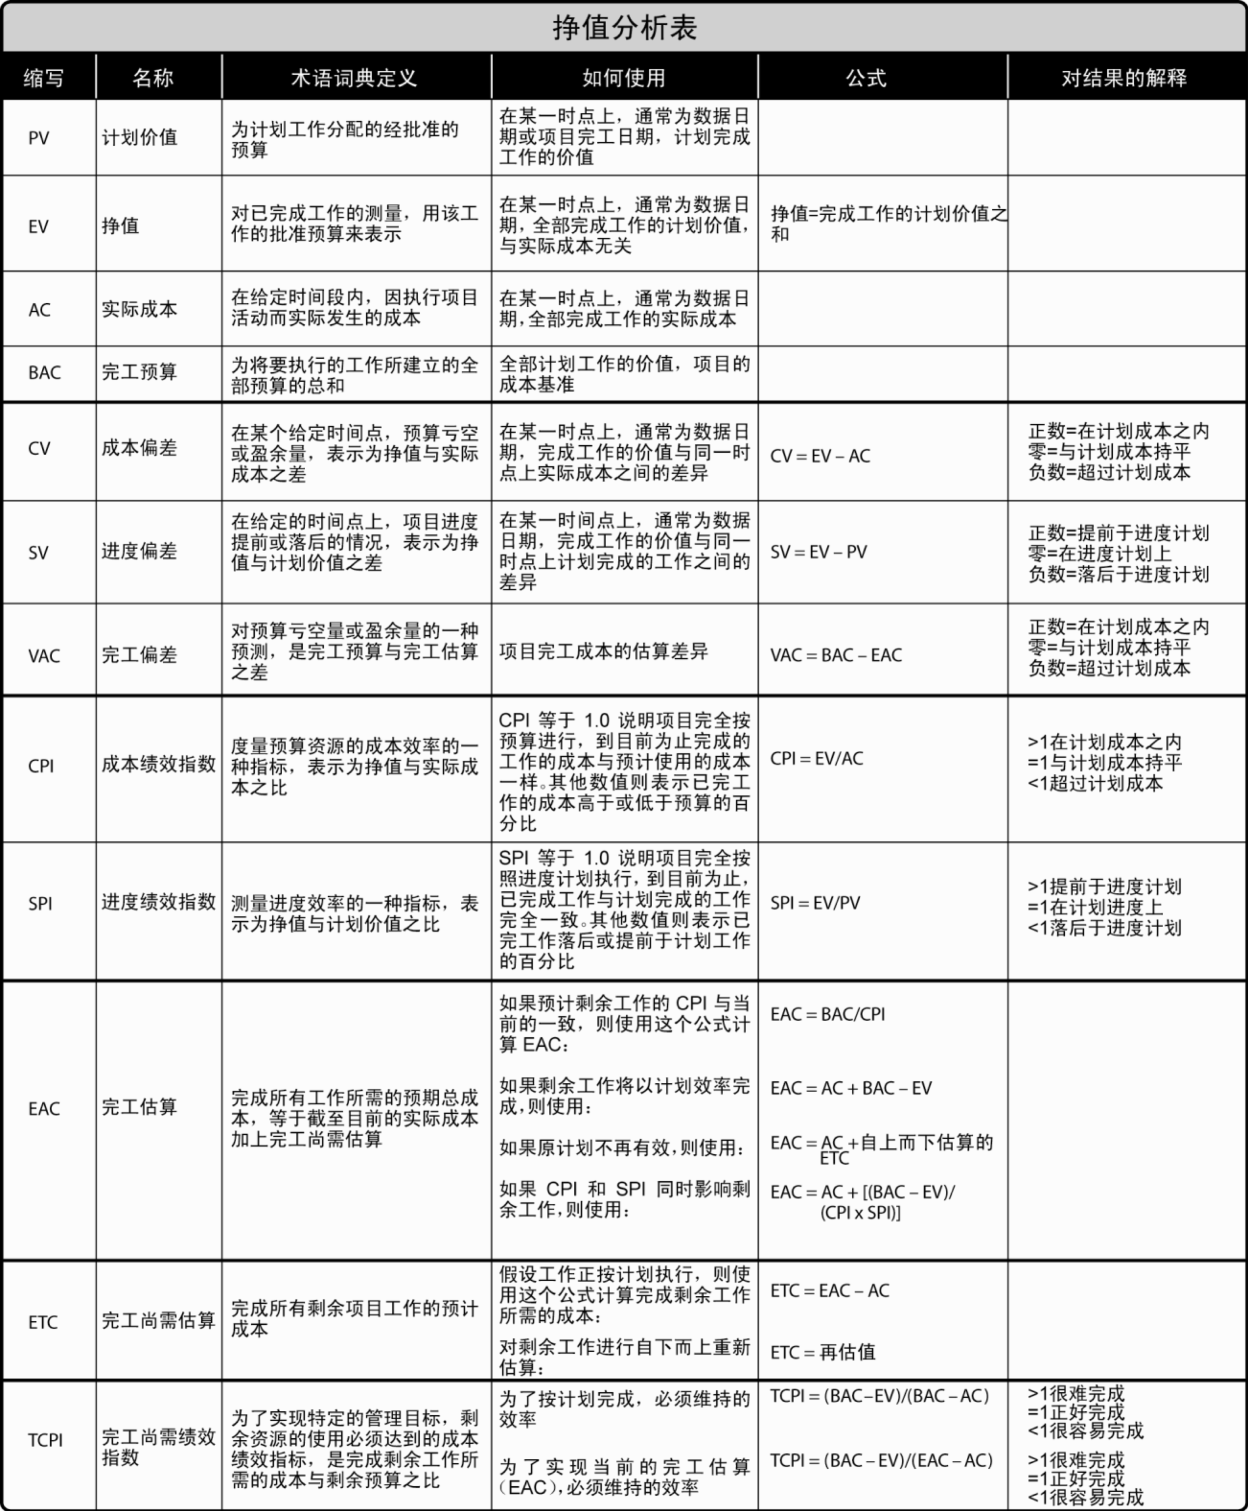 挣值分析表
缩写 名称 术语词典定义 如何使用 公式 对结果的解释
PV
计划价值
为计划工作分配的经批准的
预算
在某一时点上，通常为数据日
期或项目完工日期，计划完成
工作的价值
EV
挣值
对已完成工作的测量，用该工
作的批准预算来表示
在某一时点上，通常为数据日
期，全部完成工作的计划价值，
与实际成本无关
挣值=完成工作的计划价值之
和
AC
实际成本
在给定时间段内，因执行项目
活动而实际发生的成本
在某一时点上，通常为数据日
期，全部完成工作的实际成本
BAC
完工预算
为将要执行的工作所建立的全
部预算的总和
全部计划工作的价值，项目的
成本基准
CV
成本偏差
在某个给定时间点，预算亏空
或盈余量，表示为挣值与实际
成本之差
在某一时点上，通常为数据日
期，完成工作的价值与同一时
点上实际成本之间的差异
CV = EV – AC
正数=在计划成本之内
零=与计划成本持平
负数=超过计划成本
SV
进度偏差
在给定的时间点上，项目进度
提前或落后的情况，表示为挣
值与计划价值之差
在某一时间点上，通常为数据
日期，完成工作的价值与同一
时点上计划完成的工作之间的
差异
SV = EV – PV
正数=提前于进度计划
零=在进度计划上
负数=落后于进度计划
VAC
完工偏差
对预算亏空量或盈余量的一种
预测，是完工预算与完工估算
之差
项目完工成本的估算差异
VAC = BAC – EAC
正数=在计划成本之内
零=与计划成本持平
负数=超过计划成本
CPI
成本绩效指数
度量预算资源的成本效率的一
种指标，表示为挣值与实际成
本之比
CPI 等于 1.0 说明项目完全按
预算进行，到目前为止完成的
工作的成本与预计使用的成本
一样。其他数值则表示已完工
作的成本高于或低于预算的百
分比
CPI = EV/AC
>1在计划成本之内
=1与计划成本持平
<1超过计划成本
SPI
进度绩效指数
测量进度效率的一种指标，表
示为挣值与计划价值之比
SPI 等于 1.0 说明项目完全按
照进度计划执行，到目前为止，
已完成工作与计划完成的工作
完全一致。其他数值则表示已
完工作落后或提前于计划工作
的百分比
SPI = EV/PV
>1提前于进度计划
=1在计划进度上
<1落后于进度计划
EAC
完工估算
完成所有工作所需的预期总成
本，等于截至目前的实际成本
加上完工尚需估算
如果预计剩余工作的 CPI 与当
前的一致，则使用这个公式计
算 EAC：
EAC = BAC/CPI
如果剩余工作将以计划效率完
成，则使用：
EAC = AC + BAC – EV
如果原计划不再有效，则使用：
EAC = AC +自上而下估算的
ETC
如果 CPI 和 SPI 同时影响剩
余工作，则使用：
EAC = AC + [(BAC – EV)/
(CPI x SPI)]
ETC
完工尚需估算
完成所有剩余项目工作的预计
成本
假设工作正按计划执行，则使
用这个公式计算完成剩余工作
所需的成本：
ETC = EAC – AC
对剩余工作进行自下而上重新
估算：
ETC = 再估值
TCPI
完工尚需绩效
指数
为了实现特定的管理目标，剩
余资源的使用必须达到的成本
绩效指标，是完成剩余工作所
需的成本与剩余预算之比
为了按计划完成，必须维持的
效率
TCPI = (BAC–EV)/(BAC – AC)
>1很难完成
=1正好完成
<1很容易完成
为了实现当前的完工估算
（EAC），必须维持的效率
TCPI = (BAC – EV)/(EAC – AC)
>1很难完成
=1正好完成
<1很容易完成